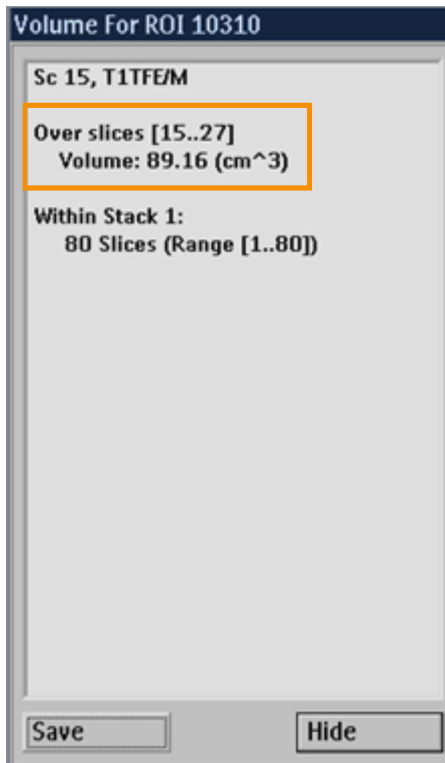 Volume For ROI 10310
Sc 15, T1TFE/M
Over slices [15..27]
Volume: 89.16 (cm^3)
Within Stack 1:
80 Slices (Range [1..80])
Save
Hide